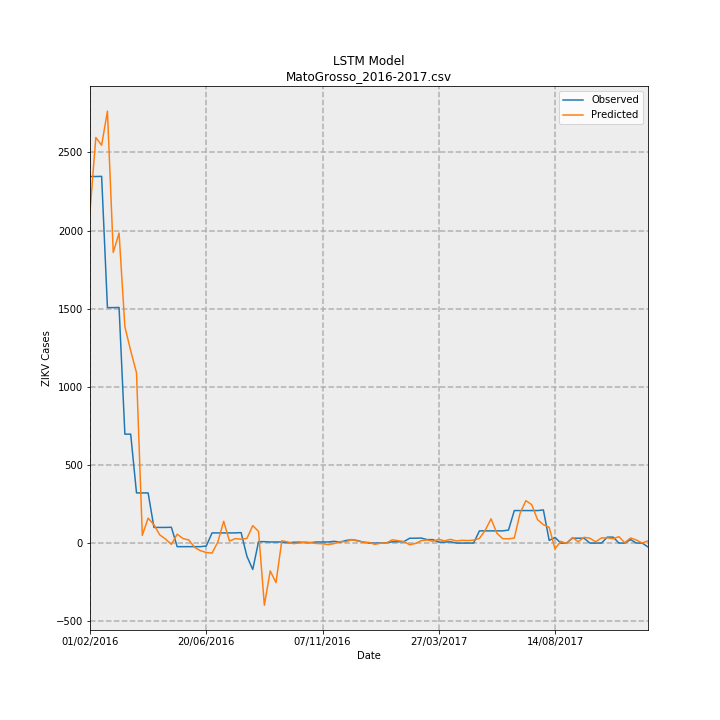 LSTM Model
MatoGrosso_2016-2017.csv
Observed
Predicted
2500
2000
1500
1000
500
0
−500
ZIKV Cases
01/02/2016 20/06/2016 07/11/2016 27/03/2017 14/08/2017
Date